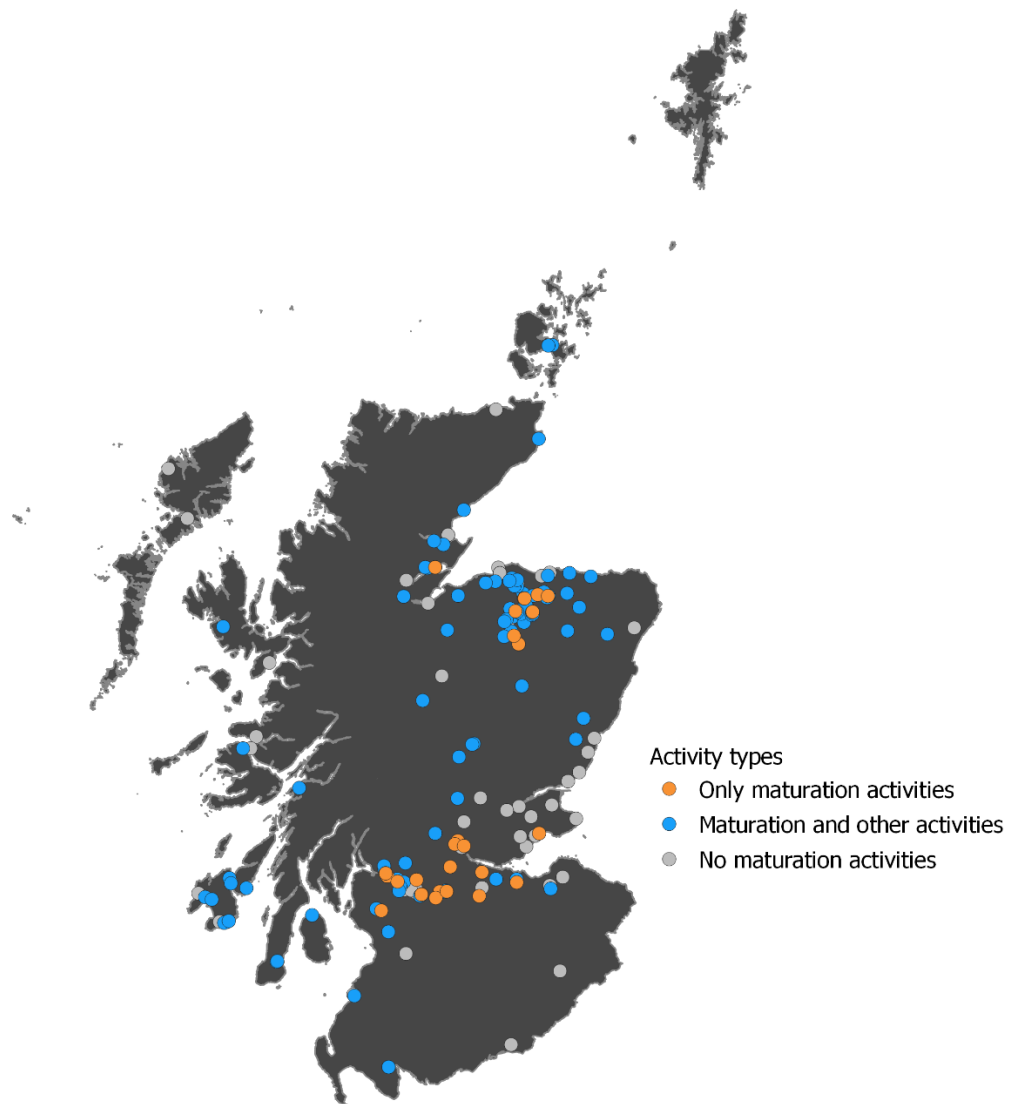 Activity types
Only maturation activities
Maturation and other activities
No maturation activities